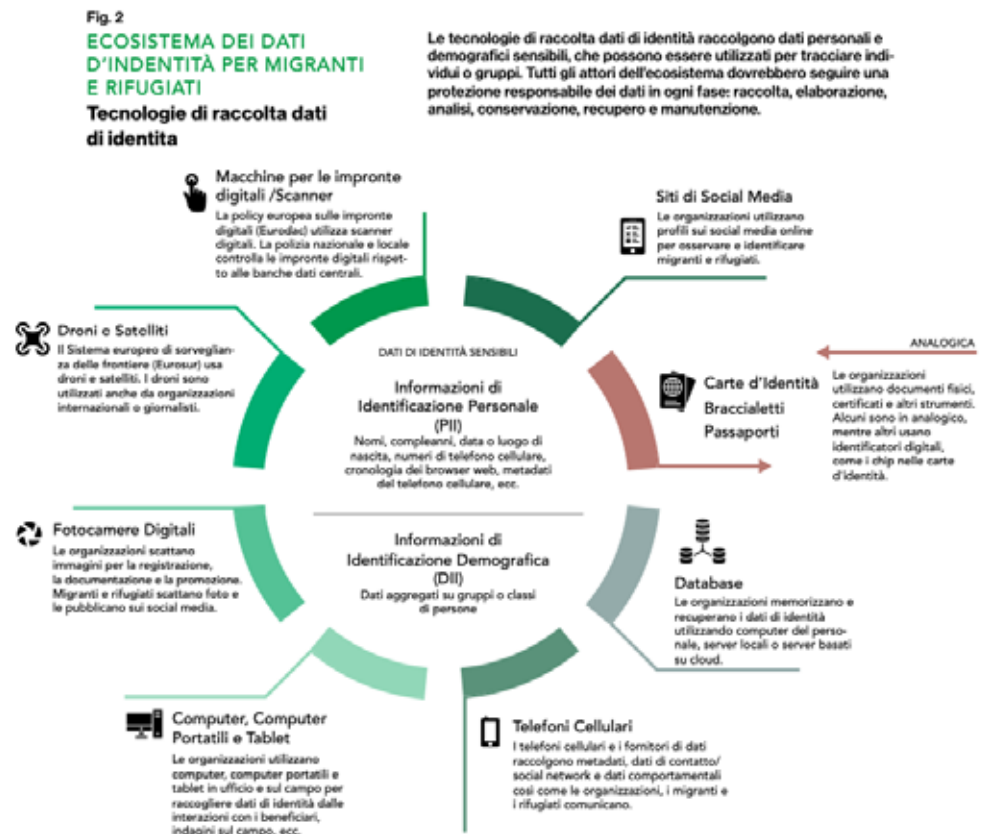 Fig. 2
ECOSISTEMA DEI DATI
D'INDENTITÀ PER MIGRANTI
E RIFUGIATI
Tecnologie di raccolta dati
di identita
Le tecnologie di raccolta dati di identità raccolgono dati personali e
demografici sensibili, che possono essere utilizzati per tracciare indi-
vidui o gruppi. Tutti gli attori dell'ecosistema dovrebbero seguire una
protezione responsabile dei dati in ogni fase: raccolta, elaborazione,
analisi, conservazione, recupero e manutenzione.
Macchine per le impronte
digitali /Scanner
La policy europea sulle impronte
digitali (Eurodac) utilizza scanner
digitali. La polizia nazionale e locale
controlla le impronte digitali rispet-
to alle banche dati centrali.
Siti di Social Media
Le organizzazioni utilizzano
profili sui social media online
per osservare e identificare
migranti e rifugiati.
Droni e Satelliti
Il Sistema europeo di sorveglian-
za delle frontiere (Eurosur) usa
droni e satelliti. I droni sono
utilizzati anche da organizzazioni
internazionali o giornalisti.
DATI DI IDENTITÀ SENSIBILI
Informazioni di
Identificazione Personale
(PII)
Nomi, compleanni, data o luogo di
nascita, numeri di telefono cellulare,
cronologia dei browser web, metadati
del telefono cellulare, ecc.
ANALOGICA
Carte d'Identità
Braccialetti
Passaporti
Le organizzazioni
utilizzano documenti fisici,
certificati e altri strumenti.
Alcuni sono in analogico,
mentre altri usano
identificatori digitali,
come i chip nelle carte
d'identità.
Fotocamere Digitali
Le organizzazioni scattano
immagini per la registrazione,
la documentazione e la promozione.
Migranti e rifugiati scattano foto e
le pubblicano sui social media.
Informazioni di
Identificazione Demografica
(DII)
Dati aggregati su gruppi o classi
di persone
Database
Le organizzazioni memorizzano e
recuperano i dati di identità
utilizzando computer del perso-
nale, server locali o server basati
su cloud.
Computer, Computer
Portatili e Tablet
Le organizzazioni utilizzano
computer, computer portatili e
tablet in ufficio e sul campo per
raccogliere dati di identità dalle
interazioni con i beneficiari,
indagini sul campo, ecc.
Telefoni Cellulari
I telefoni cellulari e i fornitori di dati
raccolgono metadati, dati di contatto/
social network e dati comportamentali
così come le organizzazioni, i migranti e
i rifugiati comunicano.